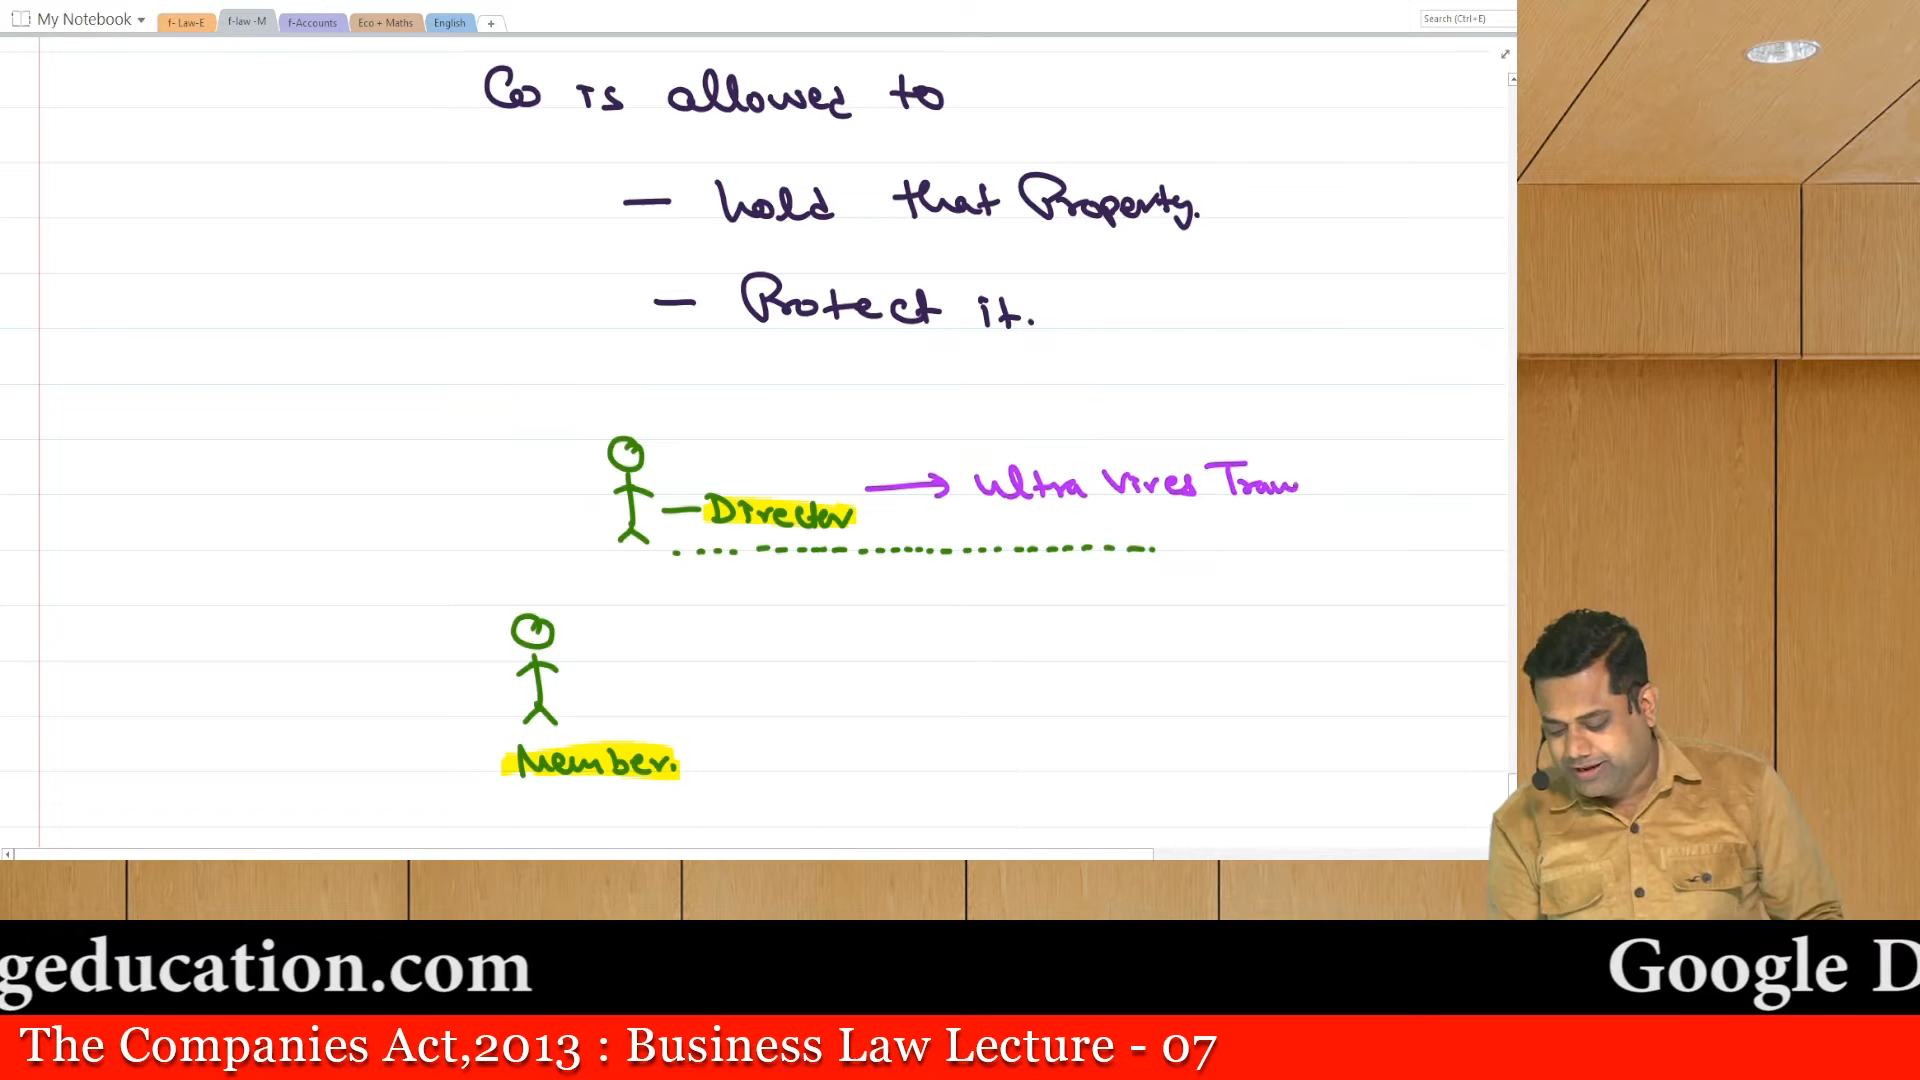 My Notebook
f- Law-E
f-law -M
f-Accounts
Eco + Maths
English
+
Search (Ctrl+E)
Co is allowed to
— hold that Property.
— Protect it.
— Director → Ultra Vires Tran
Member.
geducation.com
Google D
The Companies Act,2013 : Business Law Lecture - 07